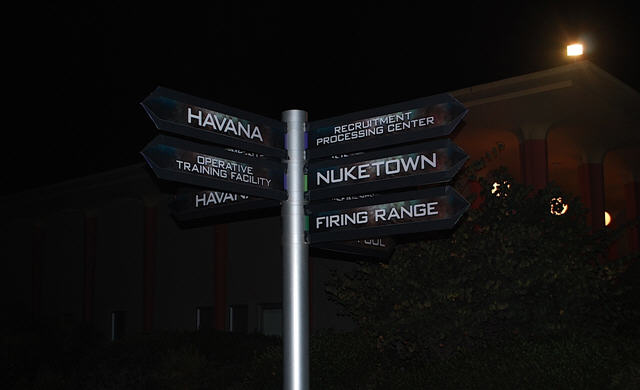 HAVANA
OPERATIVE
TRAINING FACILITY
HAVANA
RECRUITMENT
PROCESSING CENTER
NUKETOWN
FIRING RANGE